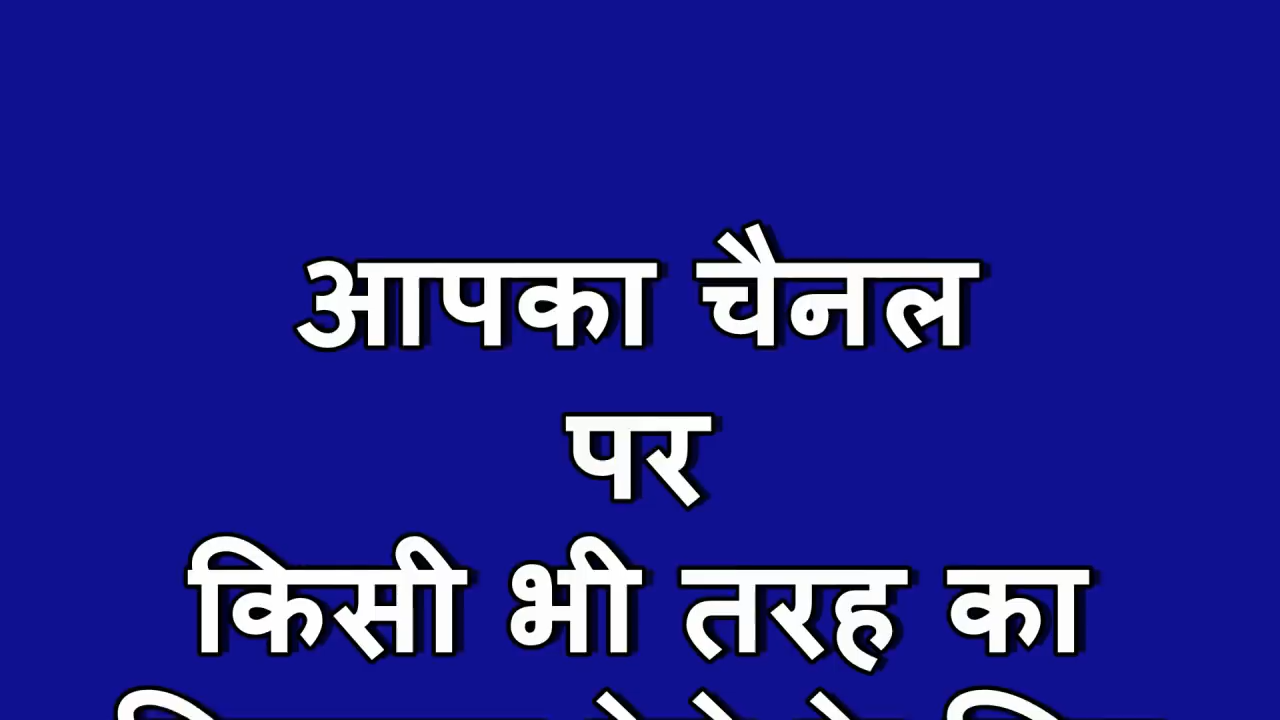 आपका चैनल
पर
किसी भी तरह का